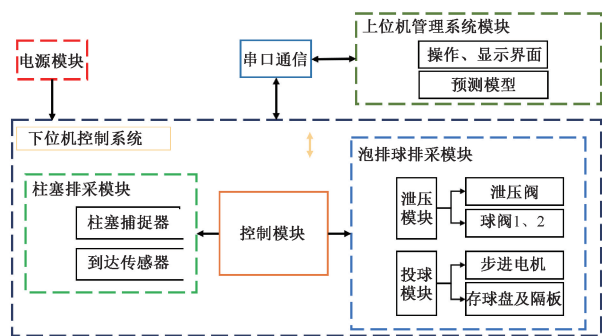 上位机管理系统模块
电源模块
串口通信
操作、显示界面
预测模型
下位机控制系统
泡排球排采模块
柱塞排采模块
柱塞捕捉器
到达传感器
控制模块
泄压
模块
泄压阀
球阀1、2
投球
模块
步进电机
存球盘及隔板